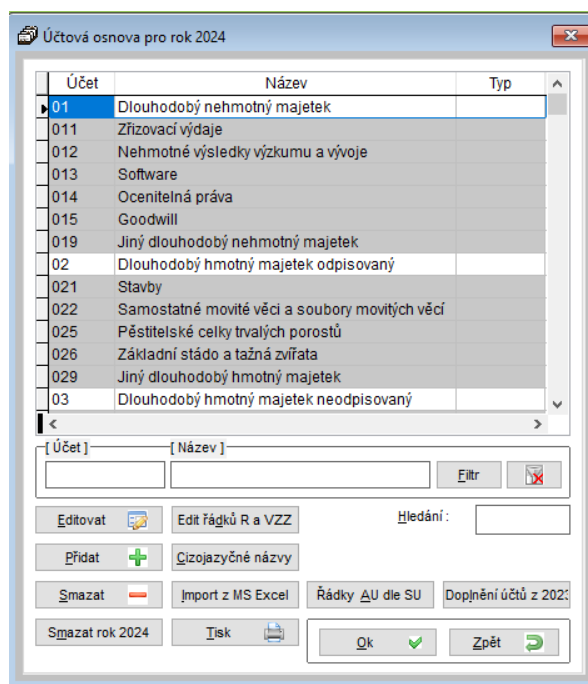 Účtová osnova pro rok 2024
Účet Název Typ
01 Dlouhodobý nehmotný majetek
011 Zřizovací výdaje
012 Nehmotné výsledky výzkumu a vývoje
013 Software
014 Ocenitelná práva
015 Goodwill
019 Jiný dlouhodobý nehmotný majetek
02 Dlouhodobý hmotný majetek odpisovaný
021 Stavby
022 Samostatné movité věci a soubory movitých věcí
025 Pěstitelské celky trvalých porostů
026 Základní stádo a tažná zvířata
029 Jiný dlouhodobý hmotný majetek
03 Dlouhodobý hmotný majetek neodpisovaný
[ Účet ] [ Název ]
Filtr
Editovat Edit řádků R a VZZ Hledání :
Přidat Cizojazyčné názvy
Smazat Import z MS Excel Řádky AU dle SU Doplnění účtů z 2023
Smazat rok 2024 Tisk Ok Zpět